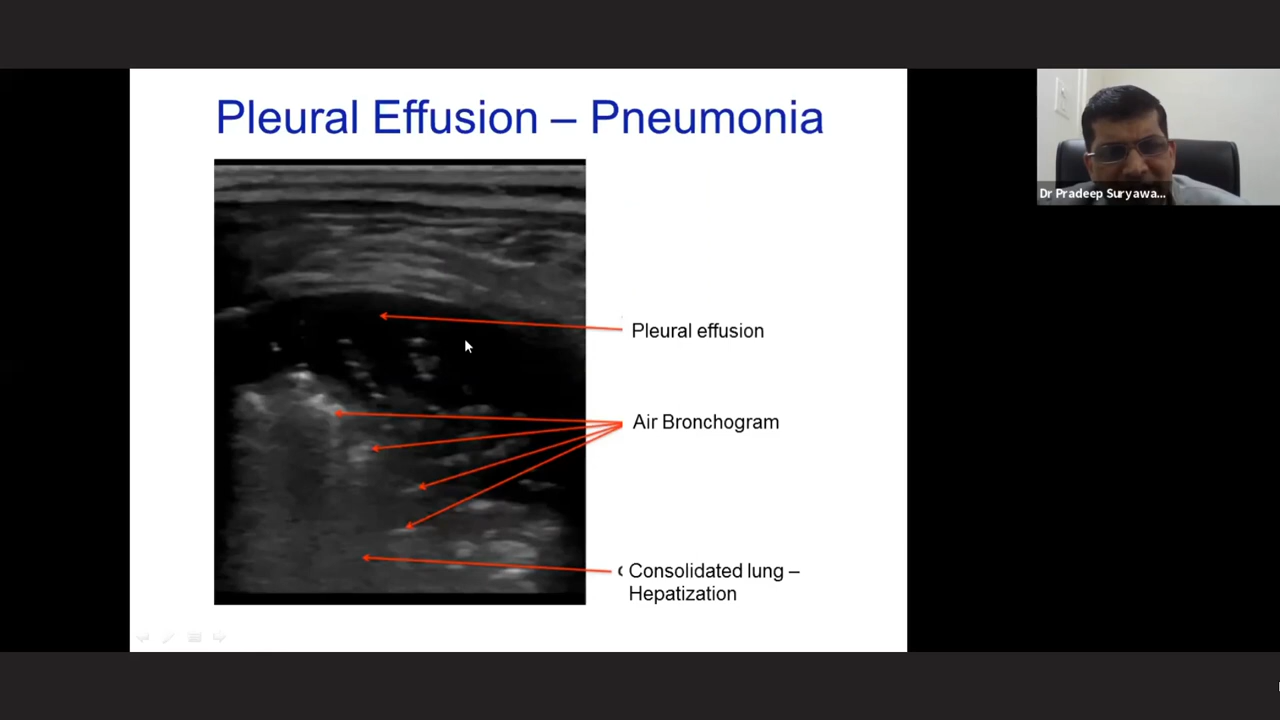 Pleural Effusion – Pneumonia
Dr Pradeep Suryawa...
Pleural effusion
Air Bronchogram
Consolidated lung –
Hepatization